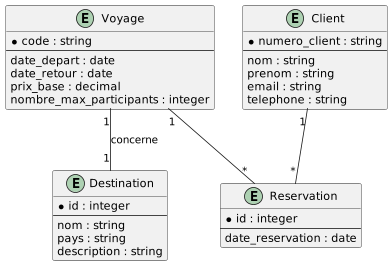 E Voyage
* code : string
date_depart : date
date_retour : date
prix_base : decimal
nombre_max_participants : integer
E Client
* numero_client : string
nom : string
prenom : string
email : string
telephone : string
1
1
1
concerne
1
*
*
E Destination
* id : integer
nom : string
pays : string
description : string
E Reservation
* id : integer
date_reservation : date